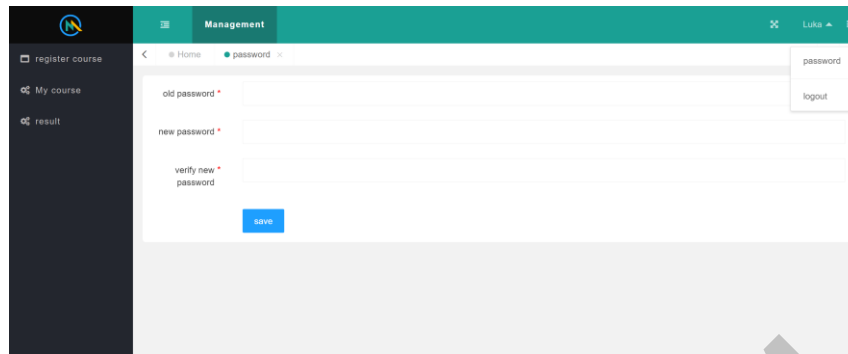 Management
Luka
register course
My course
result
Home
password
password
logout
old password *
new password *
verify new *
password
save